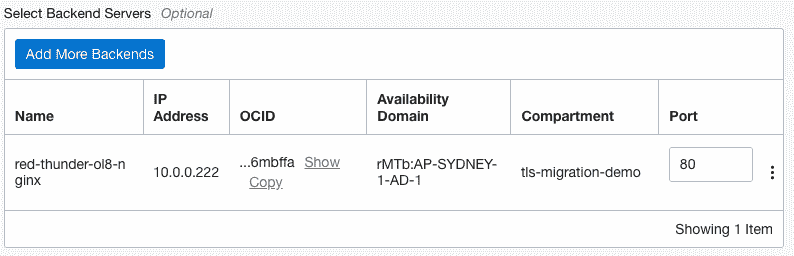 Select Backend Servers Optional
Add More Backends
Name IP Address OCID Availability Domain Compartment Port
red-thunder-ol8-n
ginx
10.0.0.222
...6mbffa Show
Copy
rMTb:AP-SYDNEY-
1-AD-1
tls-migration-demo
80
Showing 1 Item